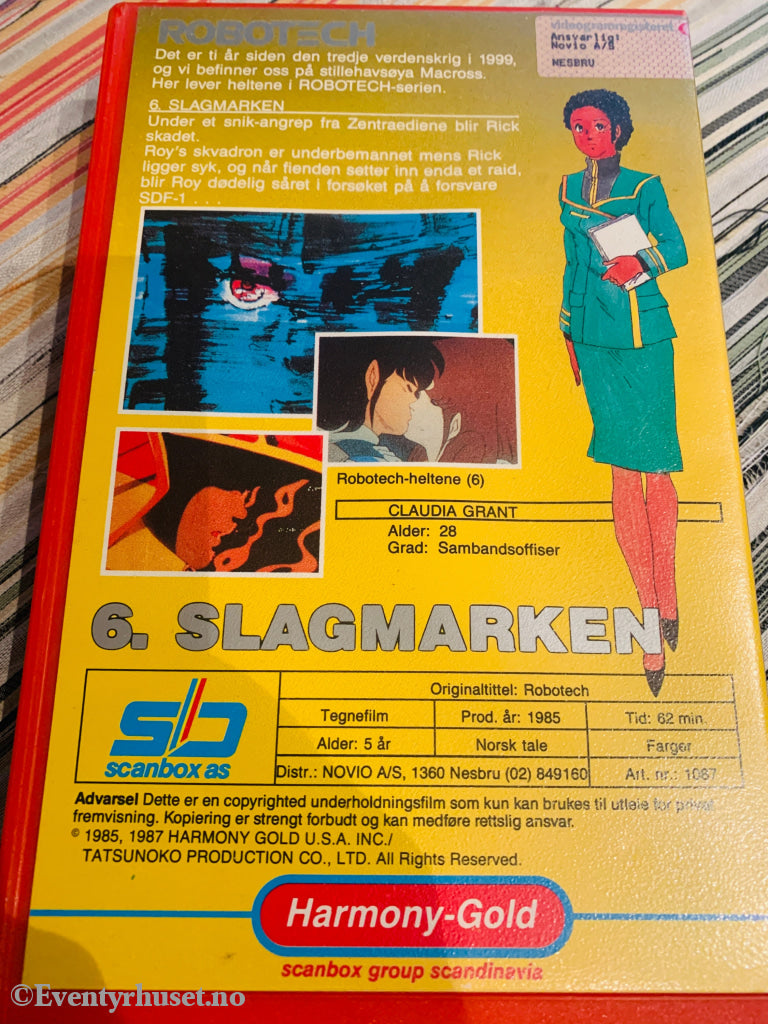 ROBOTECH
videogramregisteret
Ansvarlig:
Novio A/S
NESBRU
Det er ti år siden den tredje verdenskrig i 1999,
og vi befinner oss på stillehavsøya Macross.
Her lever heltene i ROBOTECH-serien.
6. SLAGMARKEN
Under et snik-angrep fra Zentraediene blir Rick
skadet.
Roy's skvadron er underbemannet mens Rick
ligger syk, og når fienden setter inn enda et raid,
blir Roy dødelig såret i forsøket på å forsvare
SDF-1 . . .
Robotech-heltene (6)
CLAUDIA GRANT
Alder: 28
Grad: Sambandsoffiser
6. SLAGMARKEN
sb
scanbox as
Originaltittel: Robotech
Tegnefilm
Prod. år: 1985
Tid: 62 min.
Alder: 5 år
Norsk tale
Farger
Distr.: NOVIO A/S, 1360 Nesbru (02) 849160
Art. nr.: 1087
Advarsel Dette er en copyrighted underholdningsfilm som kun kan brukes til utleie for privat
fremvisning. Kopiering er strengt forbudt og kan medføre rettslig ansvar.
© 1985, 1987 HARMONY GOLD U.S.A. INC./
TATSUNOKO PRODUCTION CO., LTD. All Rights Reserved.
Harmony-Gold
scanbox group scandinavia
©Eventyrhuset.no